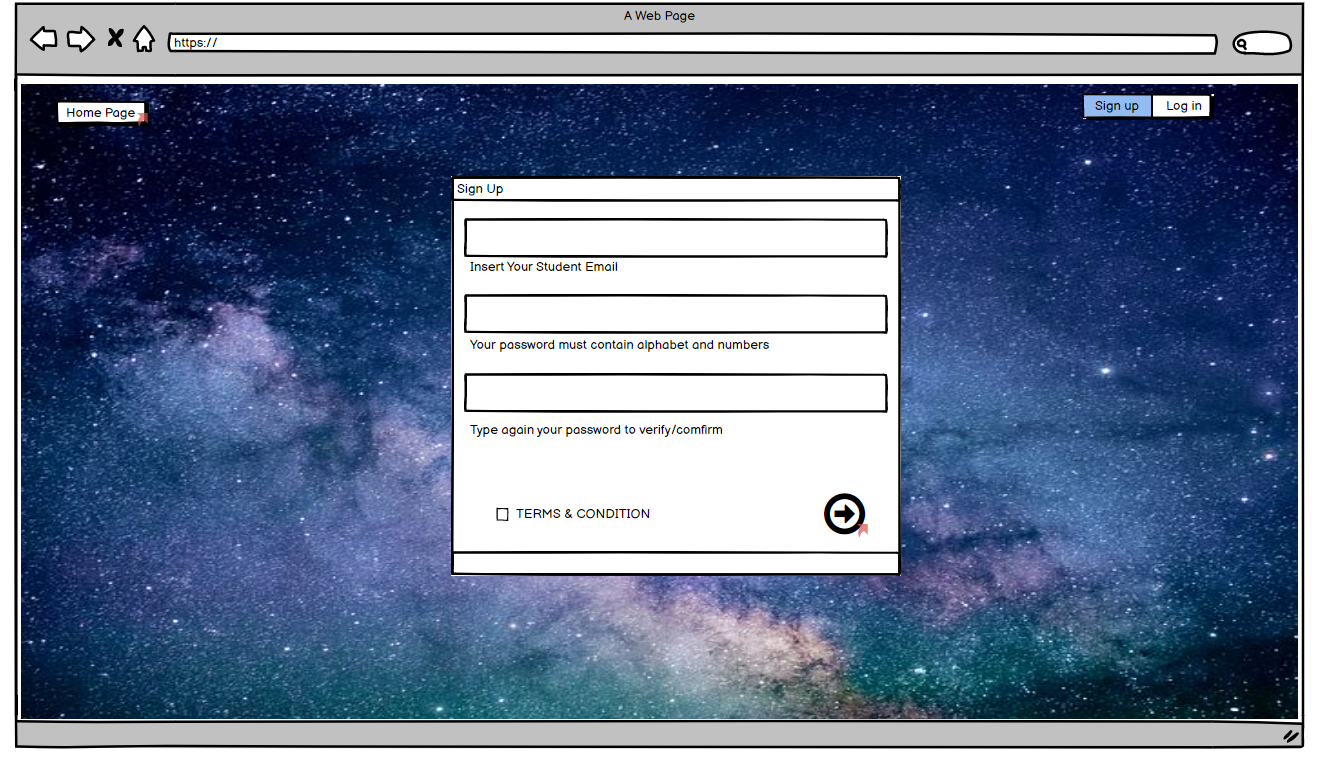 A Web Page
https://
Home Page
Sign up
Log in
Sign Up
Insert Your Student Email
Your password must contain alphabet and numbers
Type again your password to verify/comfirm
TERMS & CONDITION